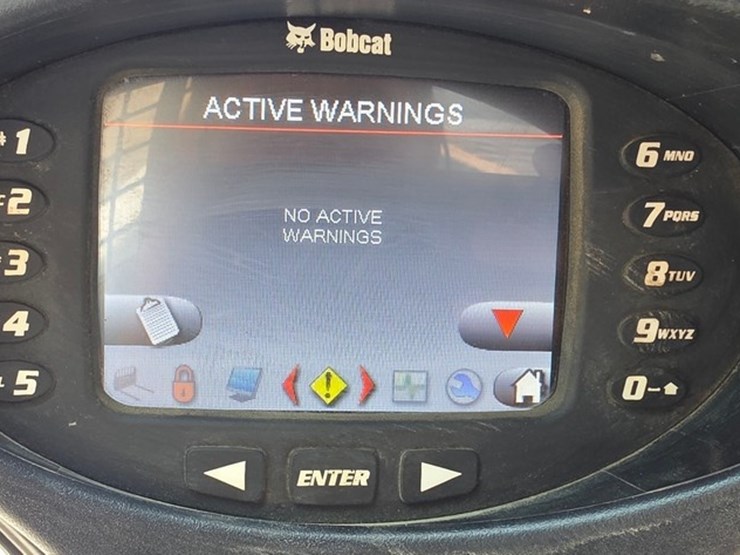 Bobcat
ACTIVE WARNINGS
NO ACTIVE
WARNINGS
1
2
3
4
5
6 MNO
7 PQRS
8 TUV
9 WXYZ
0-
ENTER